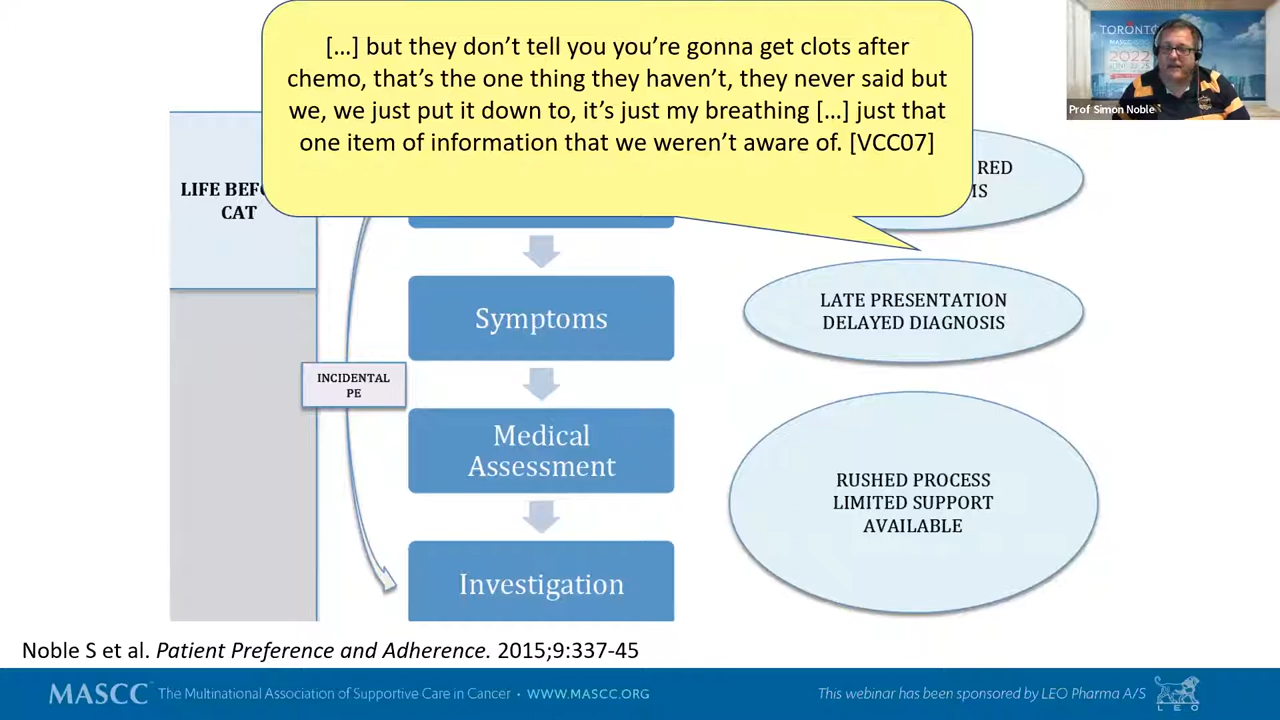 […] but they don't tell you you're gonna get clots after
chemo, that's the one thing they haven't, they never said but
we, we just put it down to, it's just my breathing […] just that
one item of information that we weren't aware of. [VCC07]
TORONTO
MASCC
2022
Prof Simon Noble
LIFE
CAT
RED
Symptoms
LATE PRESENTATION
DELAYED DIAGNOSIS
INCIDENTAL
PE
Medical
Assessment
RUSHED PROCESS
LIMITED SUPPORT
AVAILABLE
Investigation
Noble S et al. Patient Preference and Adherence. 2015;9:337-45
MASCC The Multinational Association of Supportive Care in Cancer • WWW.MASCC.ORG
This webinar has been sponsored by LEO Pharma A/S
LEO